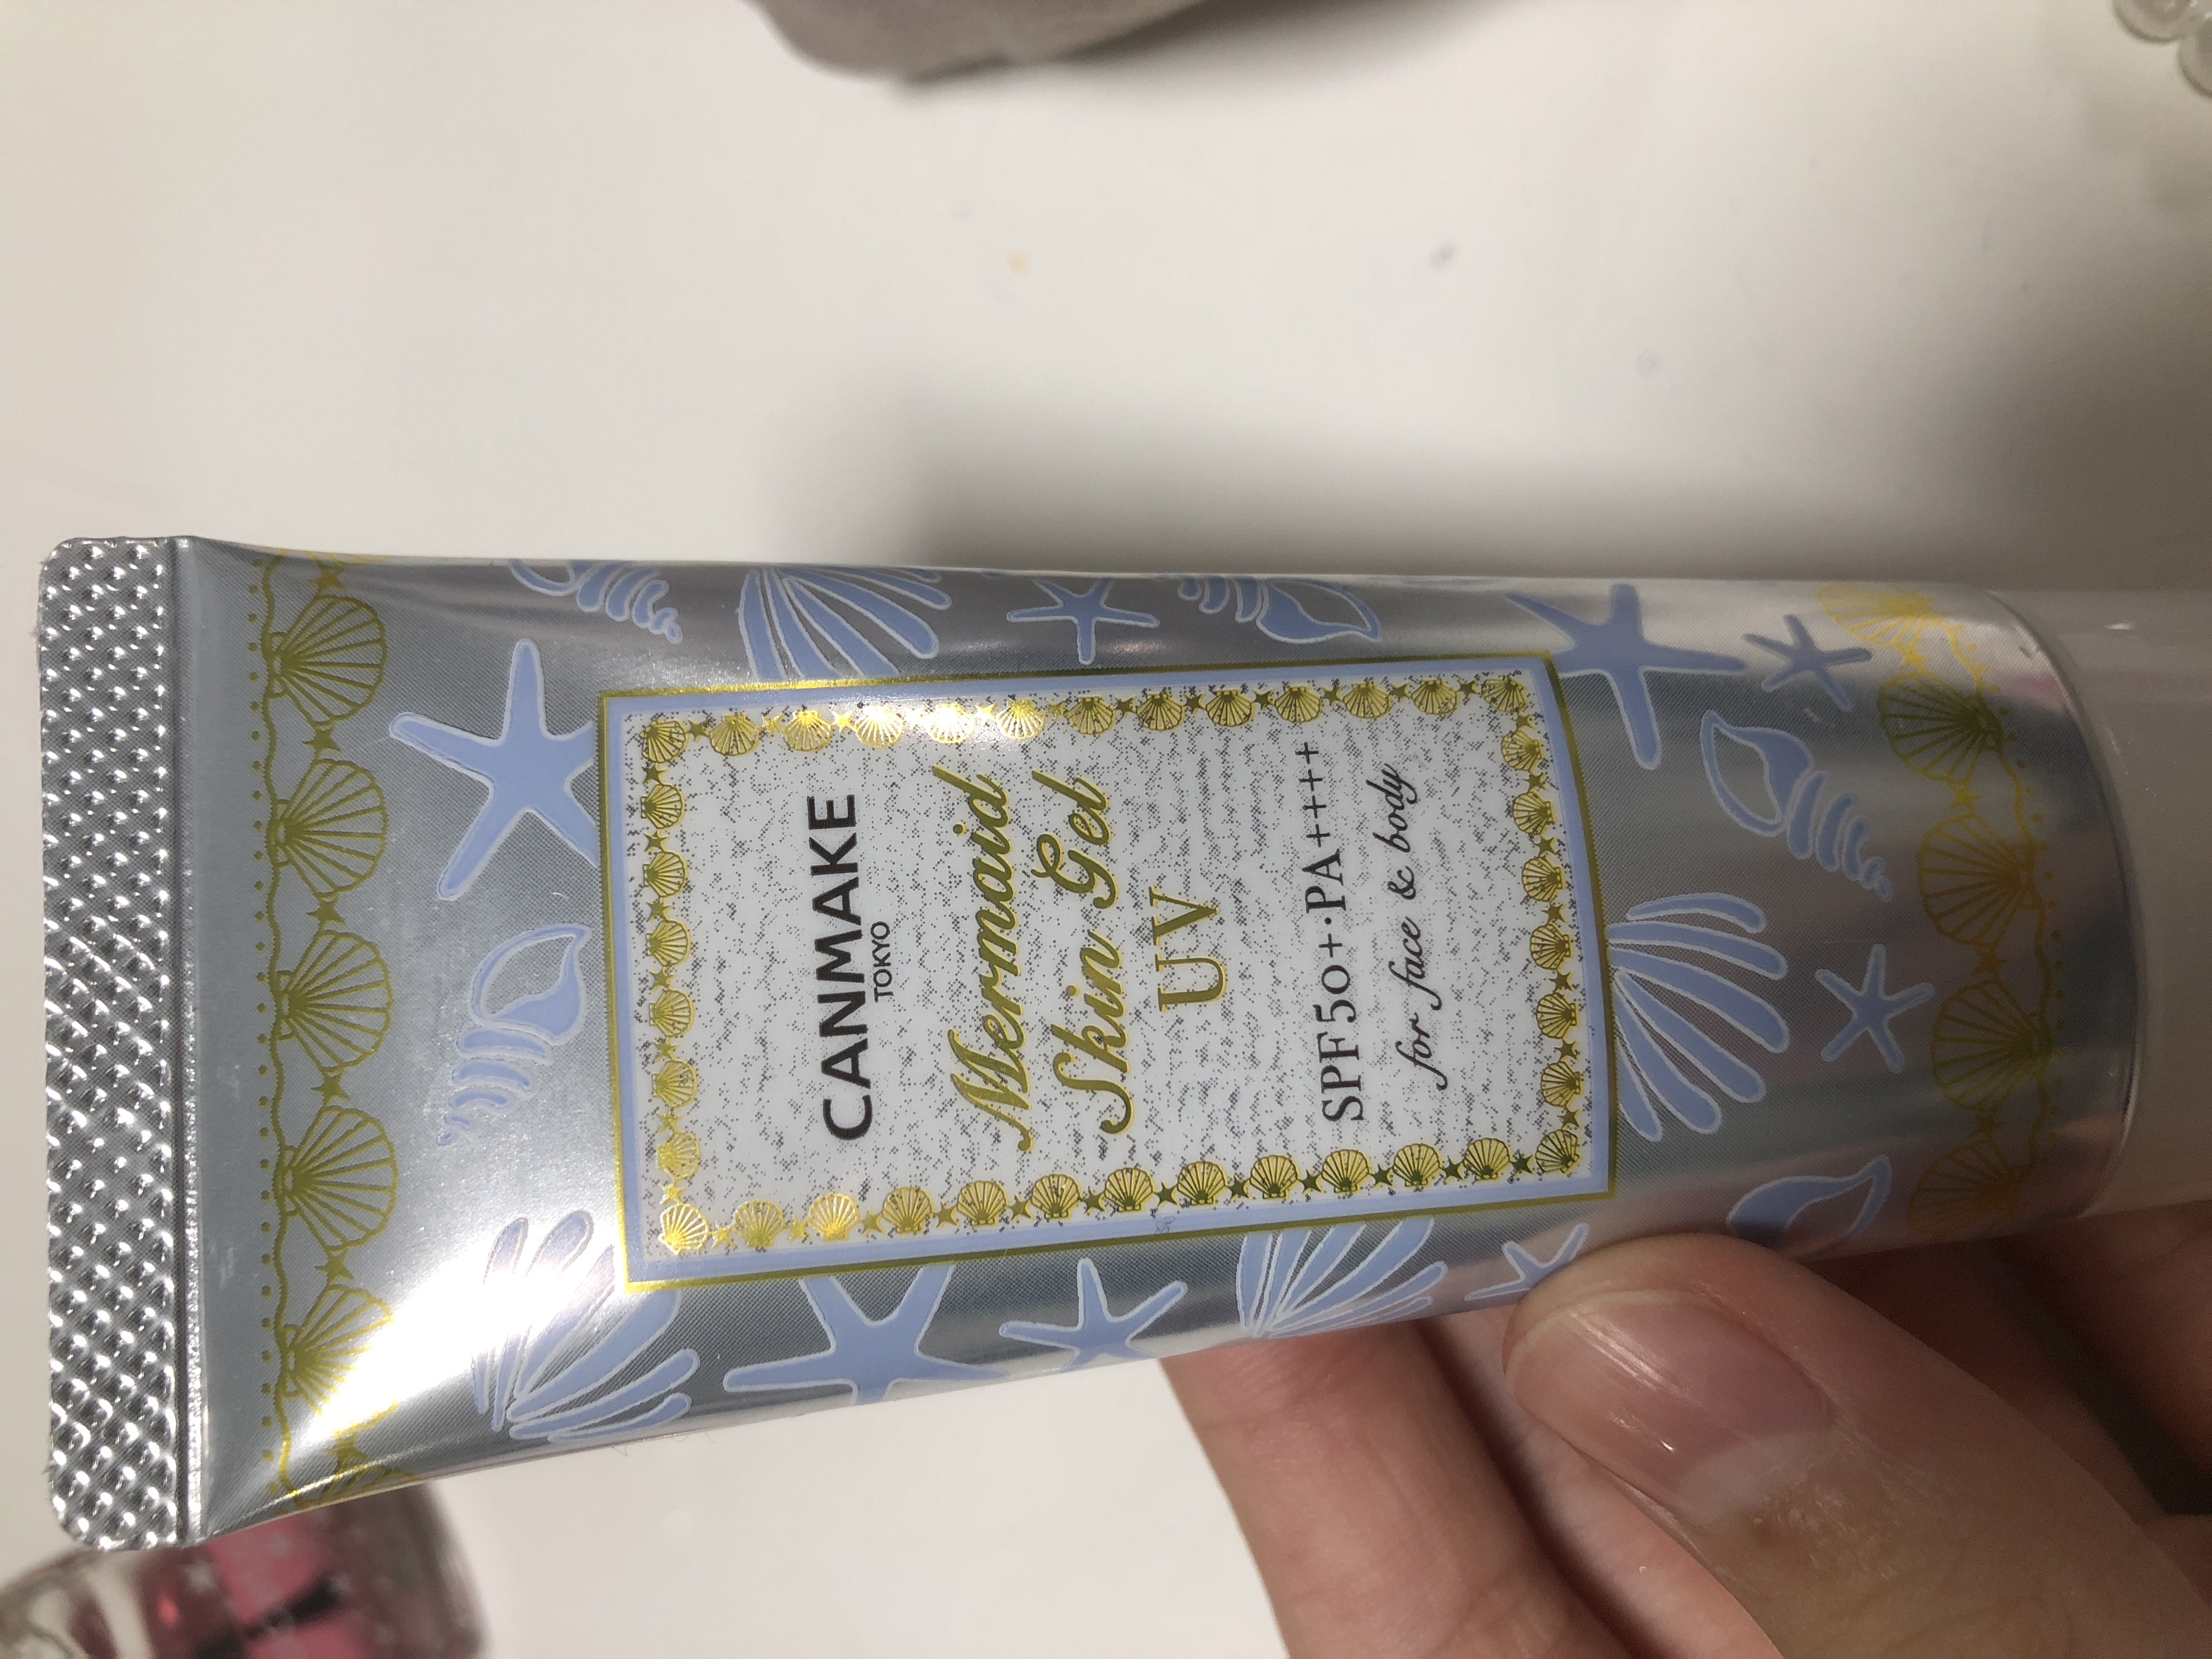 CANMAKE
TOKYO
Mermaid
Skin Gel
UV
SPF50+·PA++++
for face & body